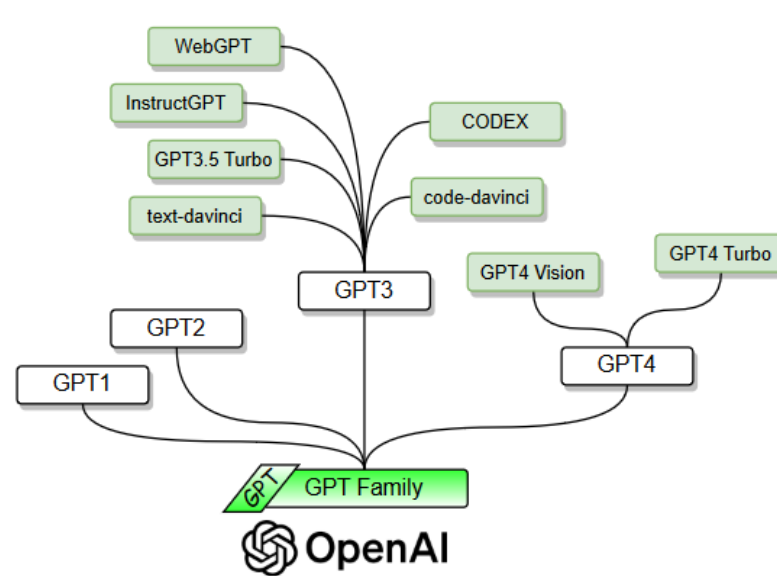 WebGPT
InstructGPT
CODEX
GPT3.5 Turbo
code-davinci
text-davinci
GPT4 Turbo
GPT4 Vision
GPT3
GPT2
GPT4
GPT1
GPT
GPT Family
OpenAI